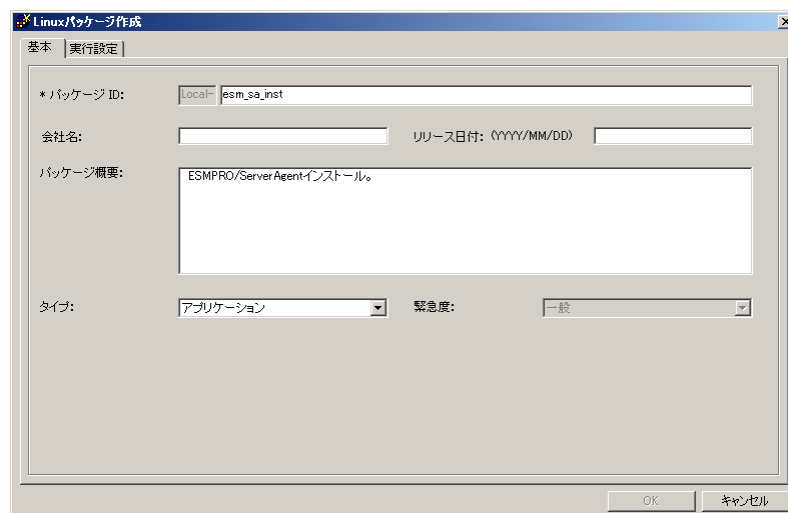 Linuxパッケージ作成
基本 実行設定
* パッケージ ID: Local- esm_sa_inst
会社名: リリース日付: (YYYY/MM/DD)
パッケージ概要: ESMPRO/ServerAgentインストール。
タイプ: アプリケーション 緊急度: 一般
OK キャンセル